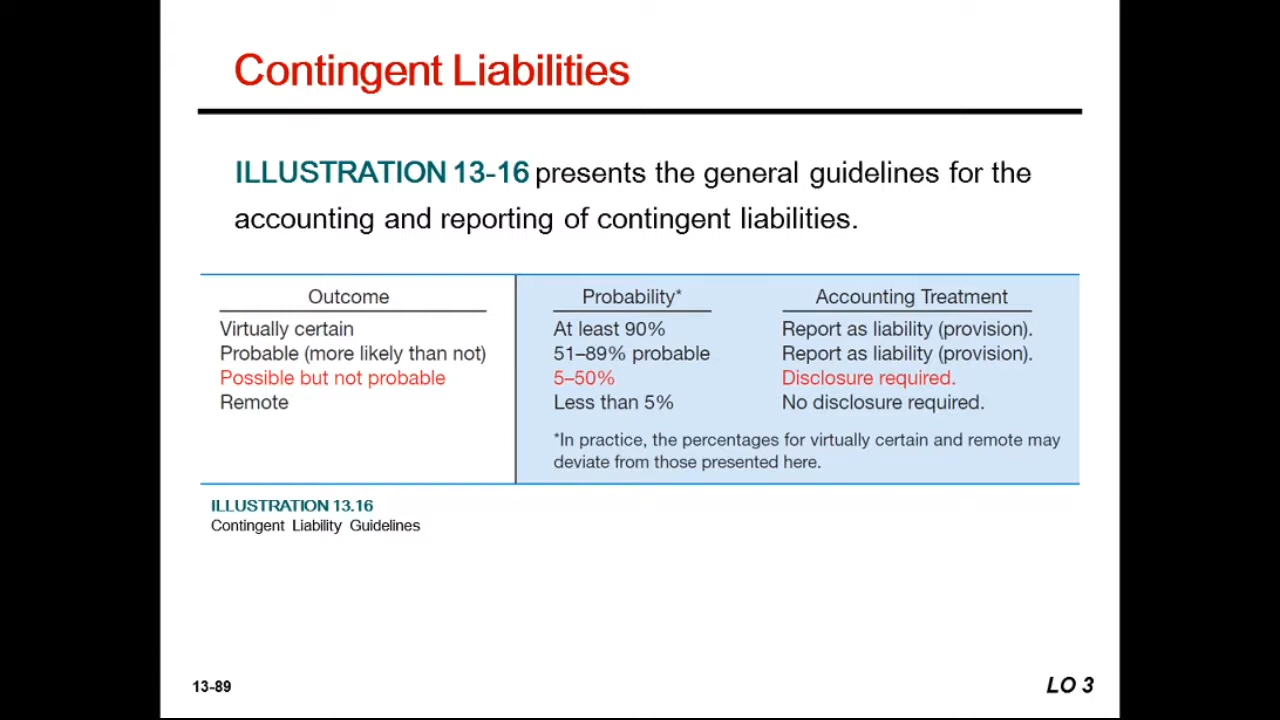 Contingent Liabilities
ILLUSTRATION 13-16 presents the general guidelines for the
accounting and reporting of contingent liabilities.
Outcome Probability* Accounting Treatment
Virtually certain At least 90% Report as liability (provision).
Probable (more likely than not) 51–89% probable Report as liability (provision).
Possible but not probable 5–50% Disclosure required.
Remote Less than 5% No disclosure required.
*In practice, the percentages for virtually certain and remote may
deviate from those presented here.
ILLUSTRATION 13.16
Contingent Liability Guidelines
13-89 LO 3